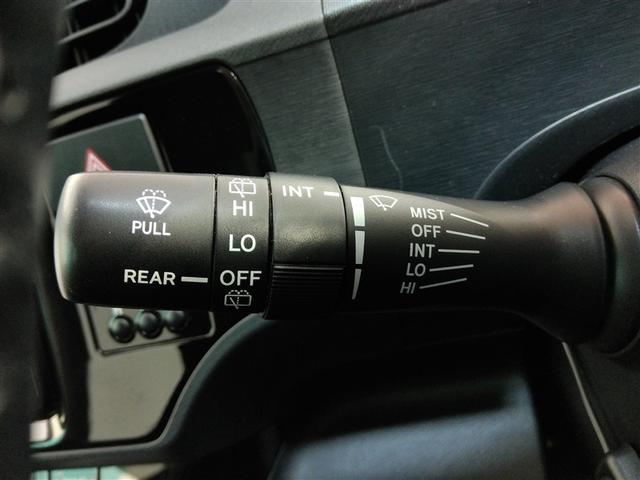 PULL
REAR
HI
LO
OFF
INT
MIST
OFF
INT
LO
HI